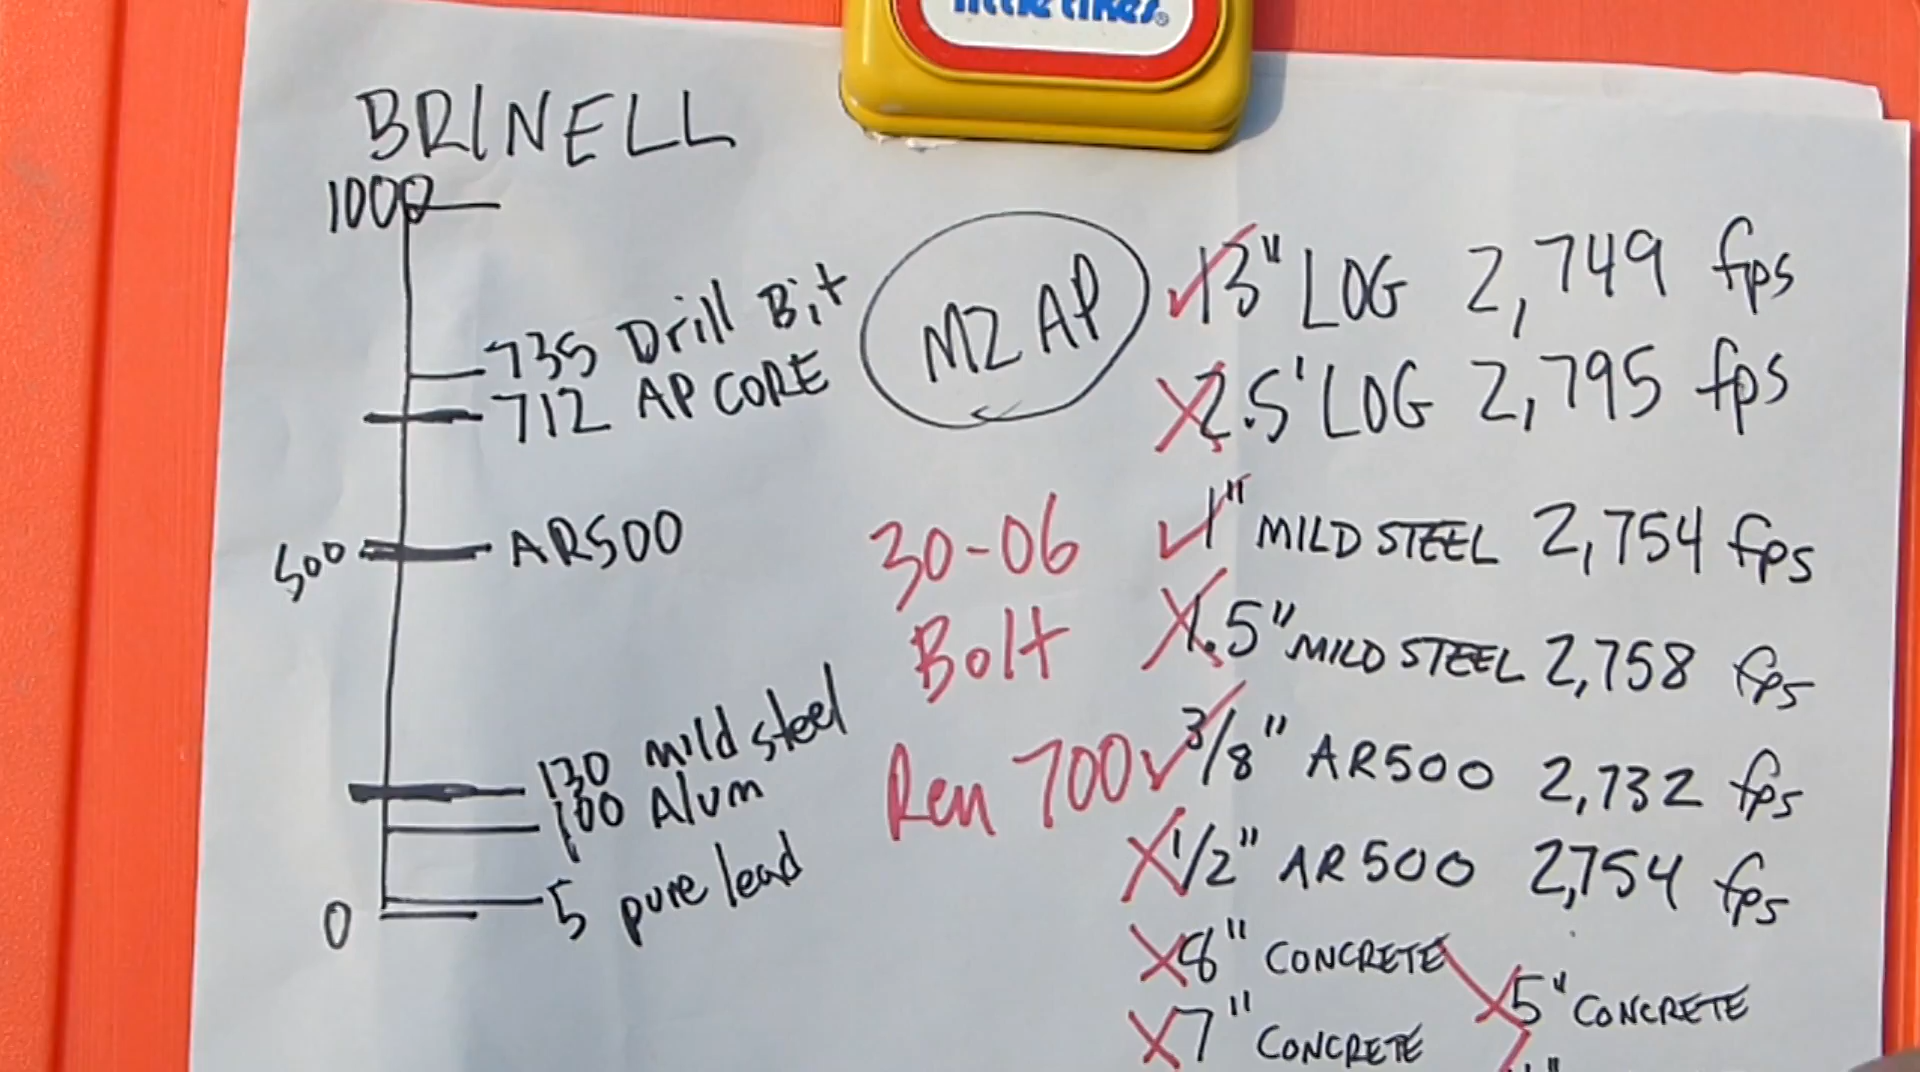 little tikes®
BRINELL
1000
735 Drill Bit
712 AP CORE
500 AR500
130 mild steel
100 Alum
5 pure lead
0
M2 AP
30-06
Bolt
Rem 700
13" LOG 2,749 fps
2.5' LOG 2,795 fps
1" MILD STEEL 2,754 fps
1.5" MILD STEEL 2,758 fps
3/8" AR500 2,732 fps
1/2" AR500 2,754 fps
8" CONCRETE
5" CONCRETE
7" CONCRETE